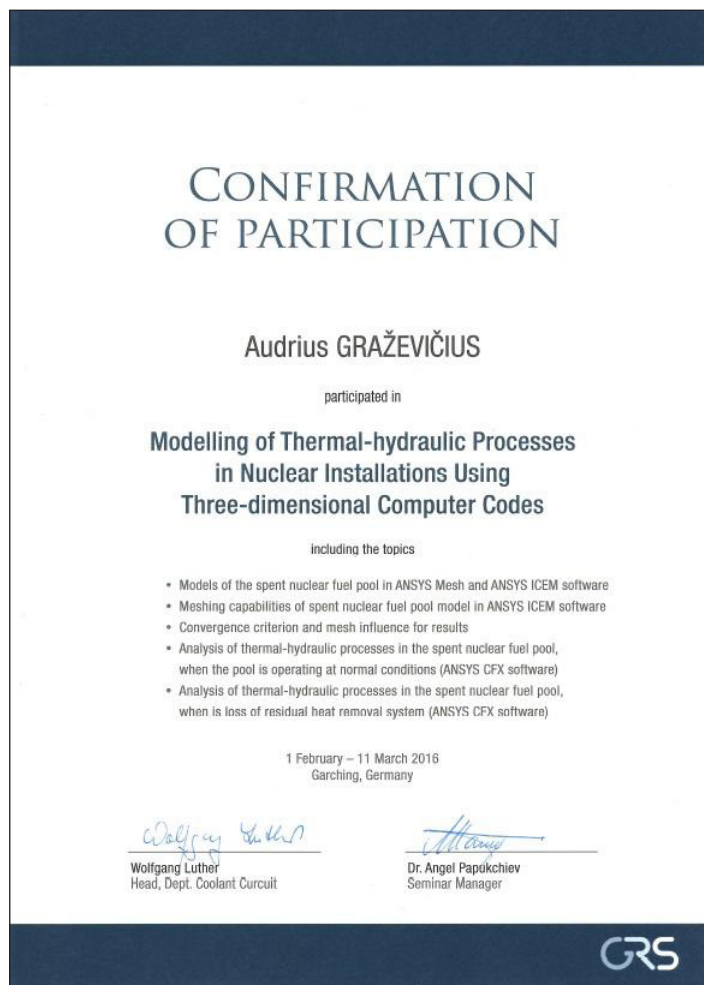 CONFIRMATION
OF PARTICIPATION
Audrius GRAŽEVIČIUS
participated in
Modelling of Thermal-hydraulic Processes
in Nuclear Installations Using
Three-dimensional Computer Codes
including the topics
• Models of the spent nuclear fuel pool in ANSYS Mesh and ANSYS ICEM software
• Meshing capabilities of spent nuclear fuel pool model in ANSYS ICEM software
• Convergence criterion and mesh influence for results
• Analysis of thermal-hydraulic processes in the spent nuclear fuel pool,
when the pool is operating at normal conditions (ANSYS CFX software)
• Analysis of thermal-hydraulic processes in the spent nuclear fuel pool,
when is loss of residual heat removal system (ANSYS CFX software)
1 February – 11 March 2016
Garching, Germany
Wolfgang Luther
Wolfgang Luther
Head, Dept. Coolant Curcuit
Dr. Angel Papukchiev
Seminar Manager
GRS